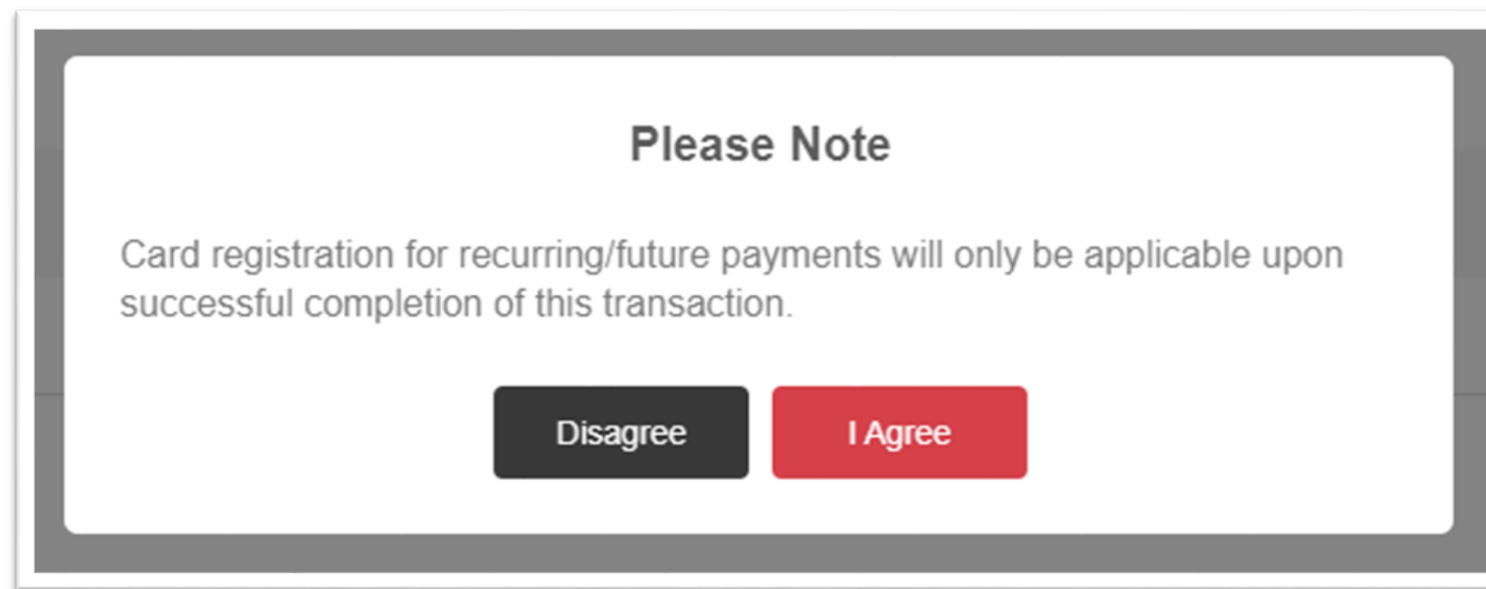 Please Note
Card registration for recurring/future payments will only be applicable upon
successful completion of this transaction.
Disagree
I Agree